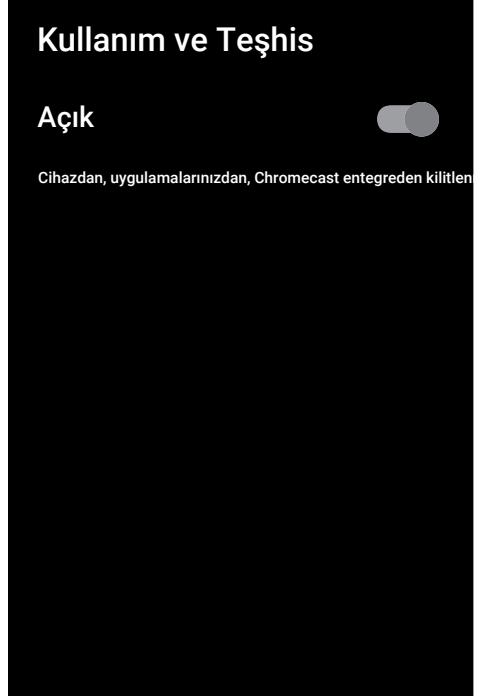 Kullanım ve Teşhis
Açık
Cihazdan, uygulamalarınızdan, Chromecast entegreden kilitlen